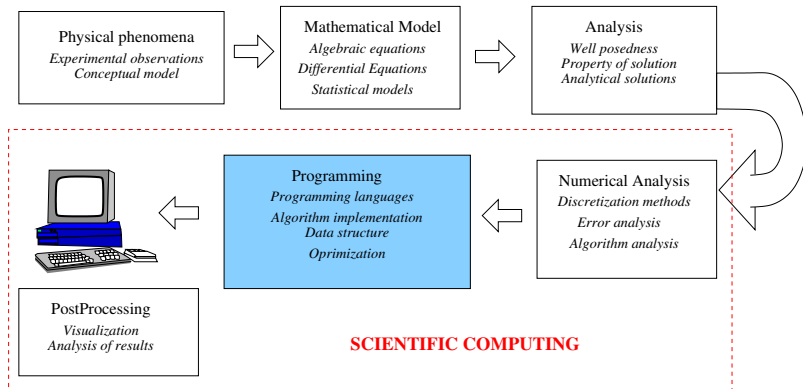 Physical phenomena
Experimental observations
Conceptual model
Mathematical Model
Algebraic equations
Differential Equations
Statistical models
Analysis
Well posedness
Property of solution
Analytical solutions
Numerical Analysis
Discretization methods
Error analysis
Algorithm analysis
Programming
Programming languages
Algorithm implementation
Data structure
Oprimization
PostProcessing
Visualization
Analysis of results
SCIENTIFIC COMPUTING